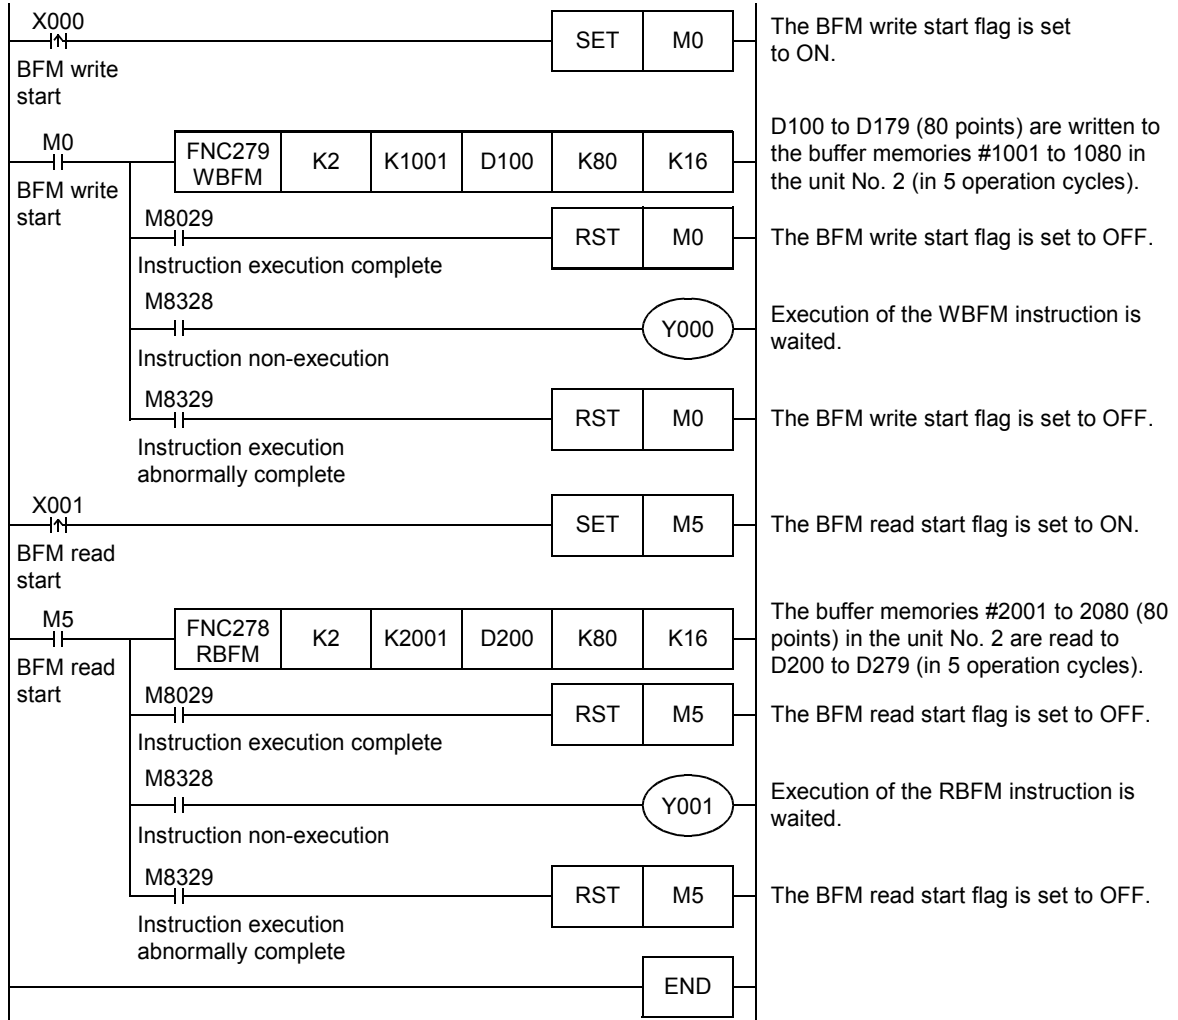 X000
SET M0
BFM write
start
The BFM write start flag is set
to ON.
M0
FNC279
WBFM
K2 K1001 D100 K80 K16
BFM write
start
D100 to D179 (80 points) are written to
the buffer memories #1001 to 1080 in
the unit No. 2 (in 5 operation cycles).
M8029
RST M0
Instruction execution complete
The BFM write start flag is set to OFF.
M8328
Y000
Instruction non-execution
Execution of the WBFM instruction is
waited.
M8329
RST M0
Instruction execution
abnormally complete
The BFM write start flag is set to OFF.
X001
SET M5
BFM read
start
The BFM read start flag is set to ON.
M5
FNC278
RBFM
K2 K2001 D200 K80 K16
BFM read
start
The buffer memories #2001 to 2080 (80
points) in the unit No. 2 are read to
D200 to D279 (in 5 operation cycles).
M8029
RST M5
Instruction execution complete
The BFM read start flag is set to OFF.
M8328
Y001
Instruction non-execution
Execution of the RBFM instruction is
waited.
M8329
RST M5
Instruction execution
abnormally complete
The BFM read start flag is set to OFF.
END